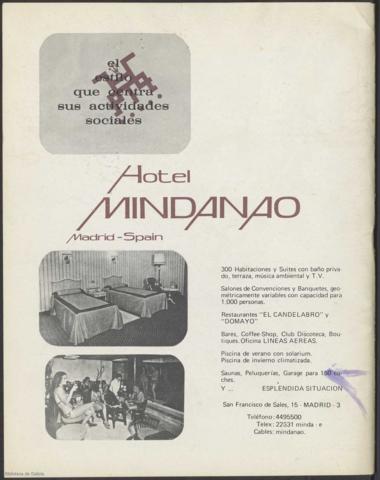 el
estilo
que centra
sus actividades
sociales
Hotel
MINDANAO
Madrid-Spain
300 Habitaciones y Suites con baño priva-
do, terraza, música ambiental y T.V.
Salones de Convenciones y Banquetes, geo-
métricamente variables con capacidad para
1.000 personas.
Restaurantes "EL CANDELABRO" y
"DOMAYO"
Bares, Coffee-Shop, Club Discoteca, Bou-
tiques. Oficina LINEAS AEREAS.
Piscina de verano con solarium.
Piscina de invierno climatizada.
Saunas, Peluquerías, Garage para 150 co-
ches.
Y ... ESPLENDIDA SITUACION
San Francisco de Sales, 15 - MADRID - 3
Teléfono: 4495500
Telex: 22531 minda - e
Cables: mindanao.
Biblioteca de Galicia